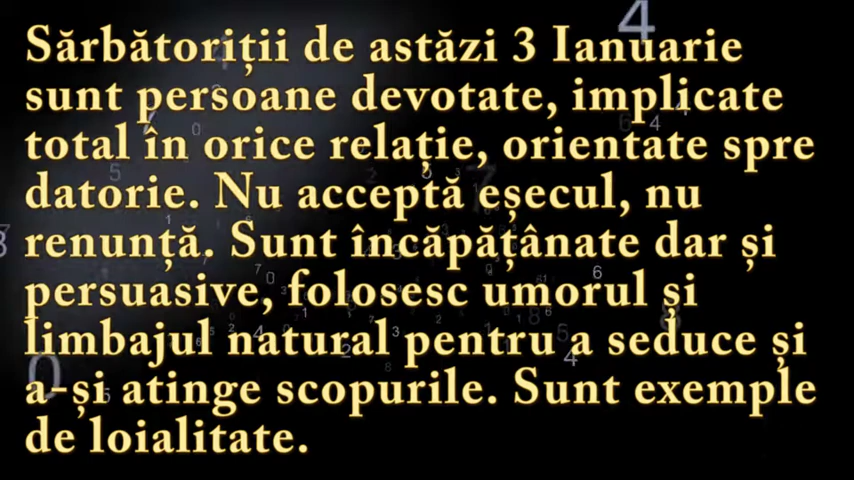 Sărbătoriții de astăzi 3 Ianuarie
sunt persoane devotate, implicate
total în orice relație, orientate spre
datorie. Nu acceptă eșecul, nu
renunță. Sunt încăpățânate dar și
persuasive, folosesc umorul și
limbajul natural pentru a seduce și
a-și atinge scopurile. Sunt exemple
de loialitate.